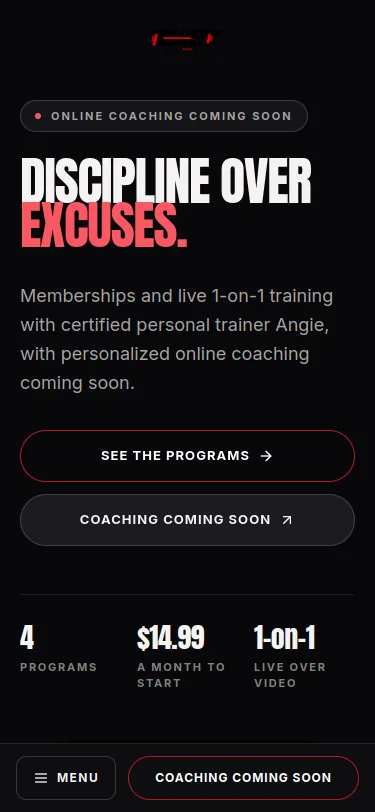 ONLINE COACHING COMING SOON
DISCIPLINE OVER
EXCUSES.
Memberships and live 1-on-1 training
with certified personal trainer Angie,
with personalized online coaching
coming soon.
SEE THE PROGRAMS →
COACHING COMING SOON ↗
4
PROGRAMS
$14.99
A MONTH TO
START
1-on-1
LIVE OVER
VIDEO
MENU
COACHING COMING SOON